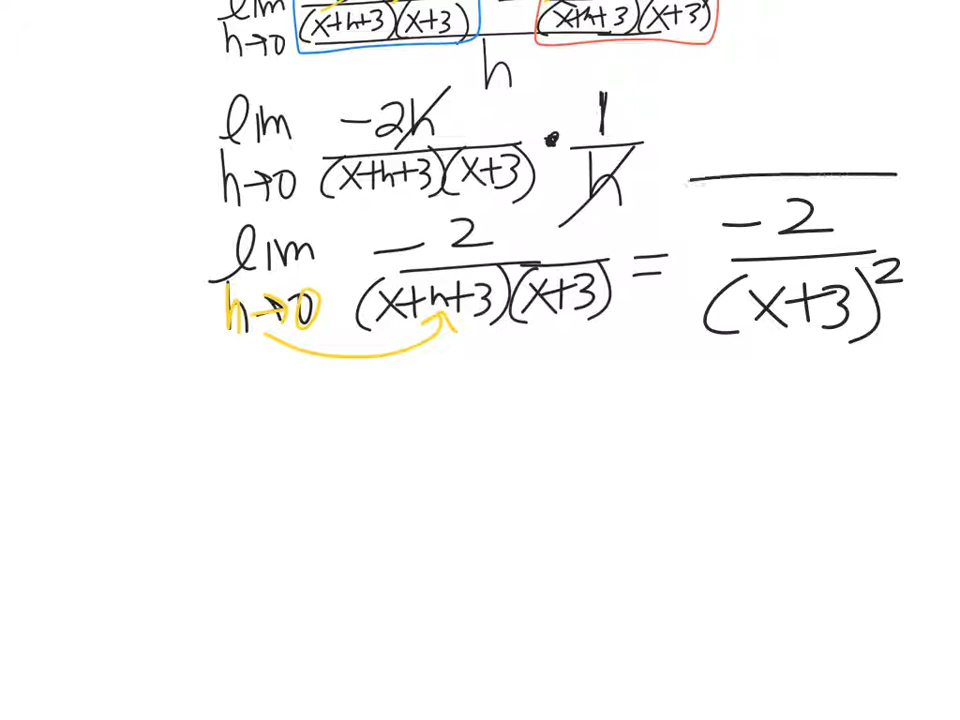 lim (x+h+3)(x+3) (x+h+3)(x+3)
h→0 h
lim -2h/((x+h+3)(x+3)) · 1/h
h→0
lim -2/((x+h+3)(x+3)) = -2/(x+3)²
h→0